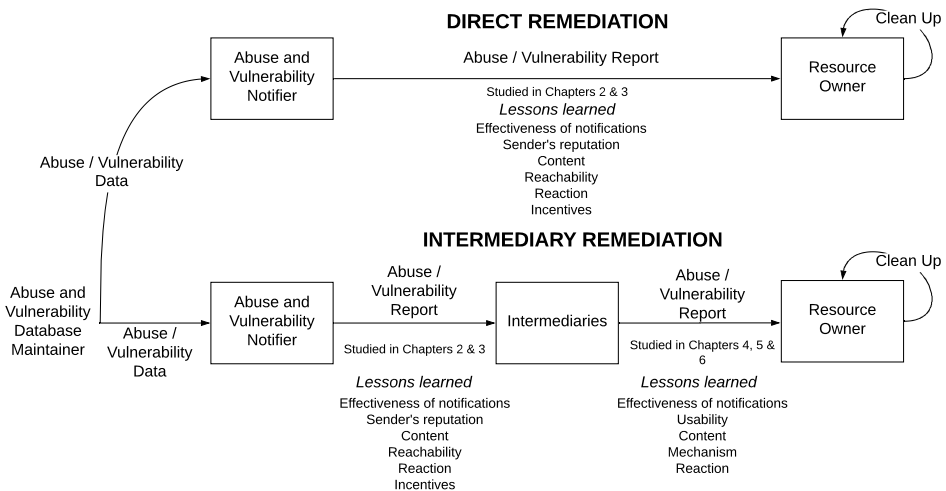 DIRECT REMEDIATION
Clean Up
Abuse and
Vulnerability
Notifier
Abuse / Vulnerability Report
Resource
Owner
Studied in Chapters 2 & 3
Lessons learned
Effectiveness of notifications
Sender's reputation
Content
Reachability
Reaction
Incentives
Abuse / Vulnerability
Data
INTERMEDIARY REMEDIATION
Clean Up
Abuse and
Vulnerability
Database
Maintainer
Abuse /
Vulnerability
Data
Abuse and
Vulnerability
Notifier
Abuse /
Vulnerability
Report
Studied in Chapters 2 & 3
Lessons learned
Effectiveness of notifications
Sender's reputation
Content
Reachability
Reaction
Incentives
Intermediaries
Abuse /
Vulnerability
Report
Studied in Chapters 4, 5 &
6
Lessons learned
Effectiveness of notifications
Usability
Content
Mechanism
Reaction
Resource
Owner